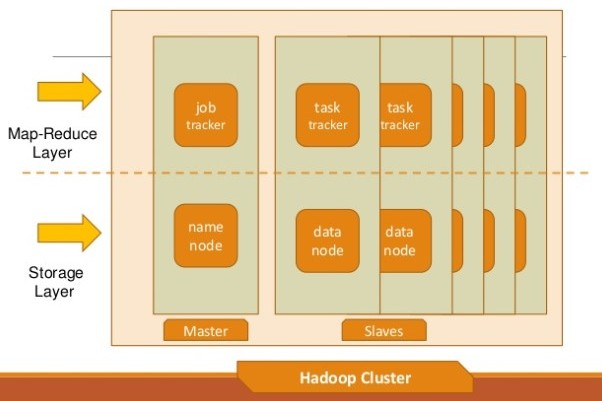 job
tracker
task
tracker
task
tracker
Map-Reduce
Layer
name
node
data
node
data
node
Storage
Layer
Master
Slaves
Hadoop Cluster